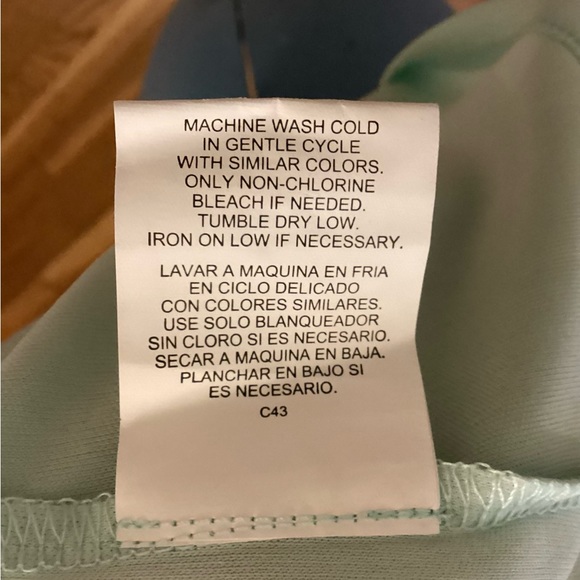 MACHINE WASH COLD
IN GENTLE CYCLE
WITH SIMILAR COLORS.
ONLY NON-CHLORINE
BLEACH IF NEEDED.
TUMBLE DRY LOW.
IRON ON LOW IF NECESSARY.
LAVAR A MAQUINA EN FRIA
EN CICLO DELICADO
CON COLORES SIMILARES.
USE SOLO BLANQUEADOR
SIN CLORO SI ES NECESARIO.
SECAR A MAQUINA EN BAJA.
PLANCHAR EN BAJO SI
ES NECESARIO.
C43